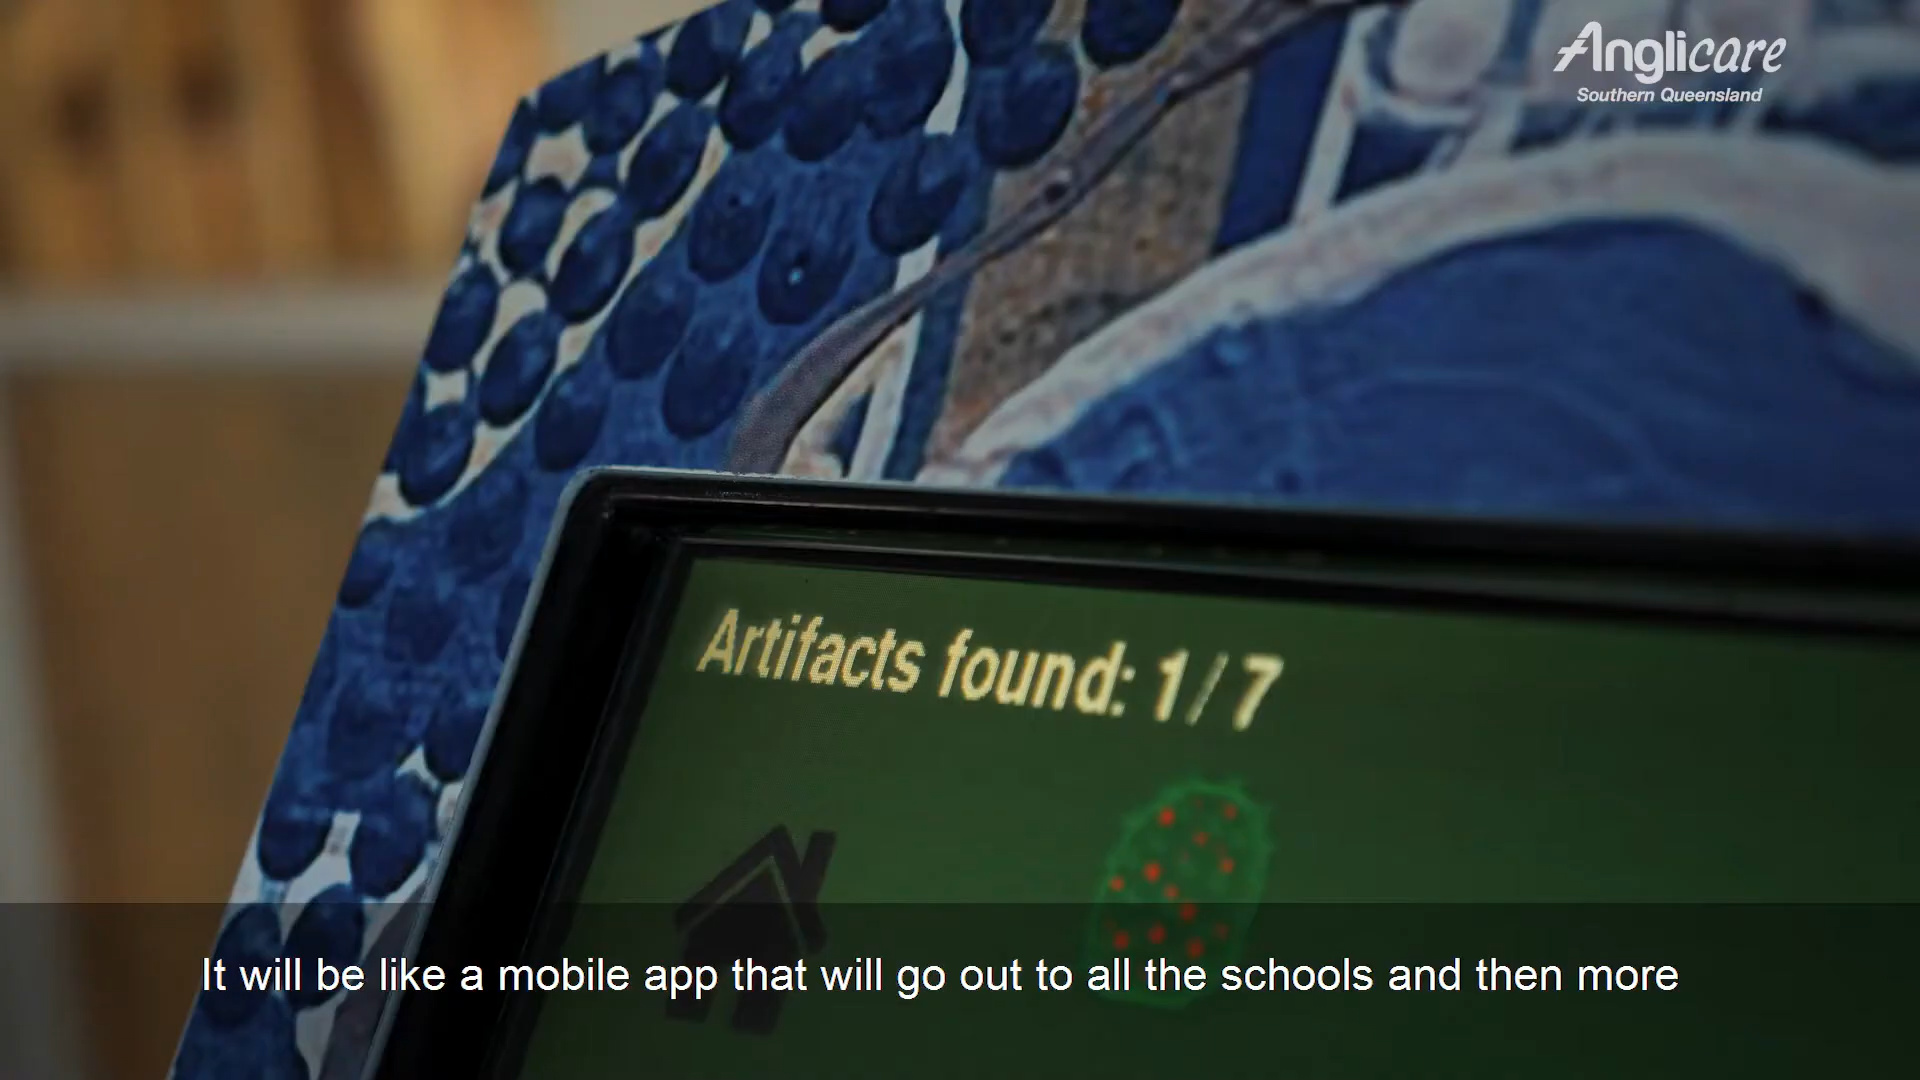 Anglicare
Southern Queensland
Artifacts found: 1/7
It will be like a mobile app that will go out to all the schools and then more